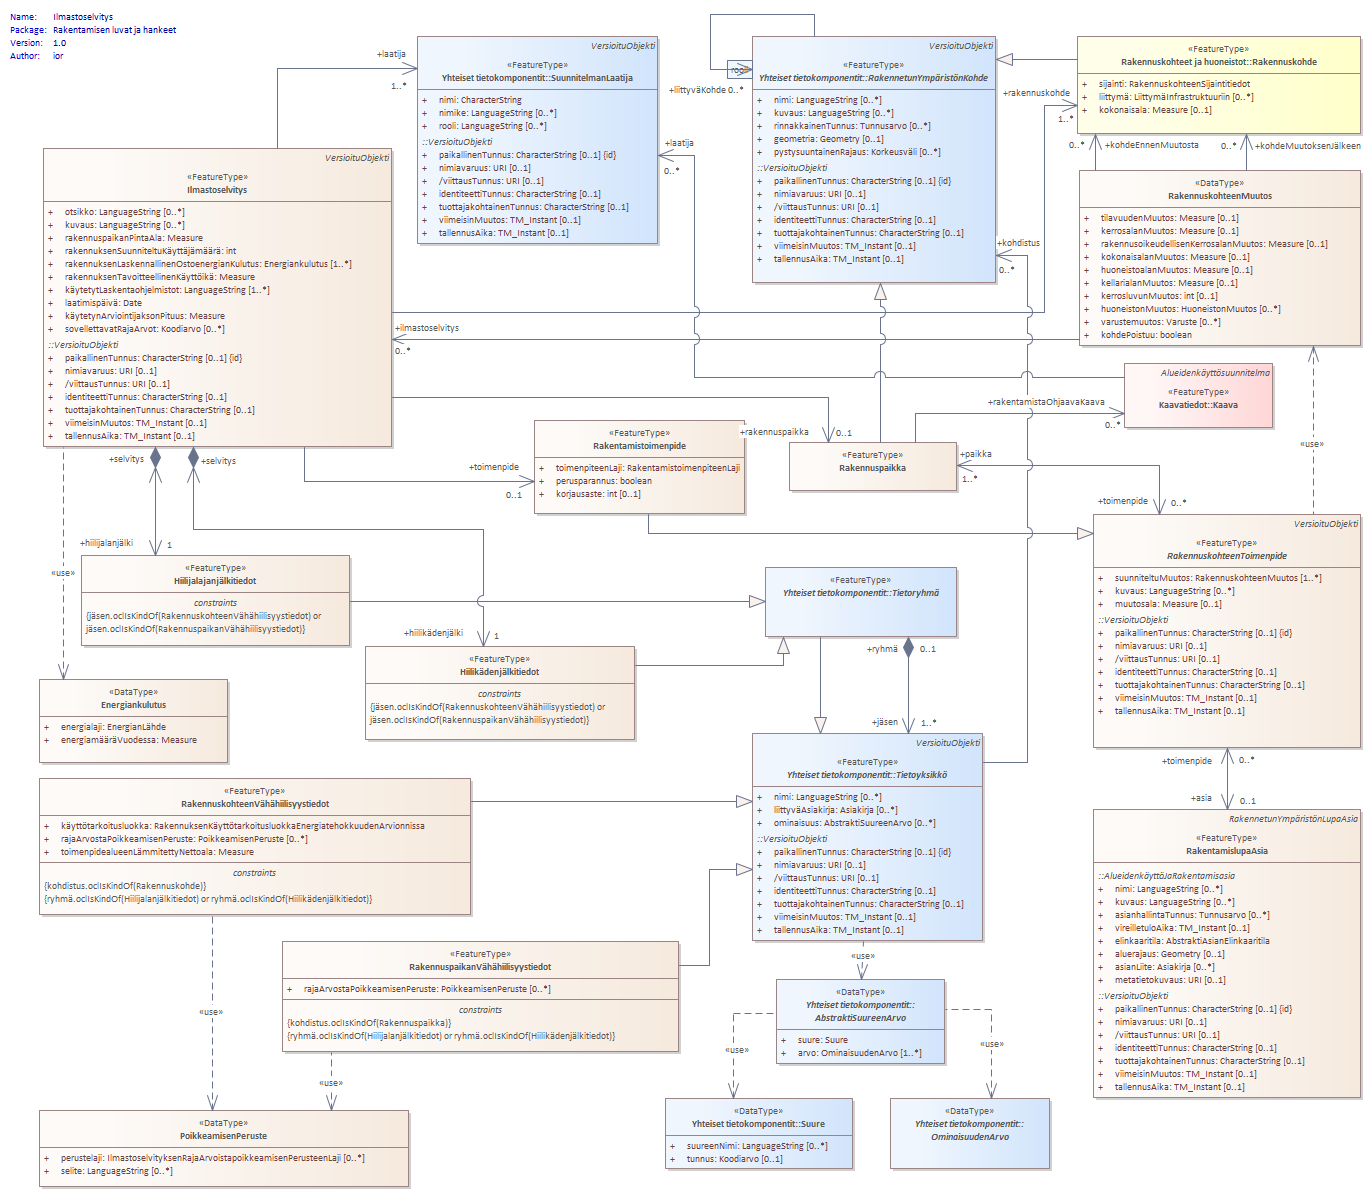 Name: Ilmastoselvitys
Package: Rakentamisen luvat ja hankeet
Version: 1.0
Author: ior
VersioituObjekti
«FeatureType»
Yhteiset tietokomponentit::SuunnitelmanLaatija
+ nimi: CharacterString
+ nimike: LanguageString [0..*]
+ rooli: LanguageString [0..*]
::VersioituObjekti
+ paikallinenTunnus: CharacterString [0..1] {id}
+ nimiavaruus: URI [0..1]
+ /viittausTunnus: URI [0..1]
+ identiteettiTunnus: CharacterString [0..1]
+ tuottajakohtainenTunnus: CharacterString [0..1]
+ viimeisinMuutos: TM_Instant [0..1]
+ tallennusAika: TM_Instant [0..1]
VersioituObjekti
«FeatureType»
Yhteiset tietokomponentit::RakennetunYmpäristönKohde
+ nimi: LanguageString [0..*]
+ kuvaus: LanguageString [0..*]
+ rinnakkainenTunnus: Tunnusarvo [0..*]
+ geometria: Geometry [0..1]
+ pystysuuntainenRajaus: Korkeusväli [0..*]
::VersioituObjekti
+ paikallinenTunnus: CharacterString [0..1] {id}
+ nimiavaruus: URI [0..1]
+ /viittausTunnus: URI [0..1]
+ identiteettiTunnus: CharacterString [0..1]
+ tuottajakohtainenTunnus: CharacterString [0..1]
+ viimeisinMuutos: TM_Instant [0..1]
+ tallennusAika: TM_Instant [0..1]
«FeatureType»
Rakennuskohteet ja huoneistot::Rakennuskohde
+ sijainti: RakennuskohteenSijaintitiedot
+ liittymä: LiittymäInfrastruktuuriin [0..*]
+ kokonaisala: Measure [0..1]
+laatija
1..*
+laatija
0..*
+liittyväKohde 0..*
+rakennuskohde
1..*
0..*
+kohdeEnnenMuutosta
0..*
+kohdeMuutoksenJälkeen
+kohdistus
0..*
VersioituObjekti
«FeatureType»
Ilmastoselvitys
+ otsikko: LanguageString [0..*]
+ kuvaus: LanguageString [0..*]
+ rakennuspaikanPintaAla: Measure
+ rakennuksenSuunniteltuKäyttäjämäärä: int
+ rakennuksenLaskennallinenOstoenergianKulutus: Energiankulutus [1..*]
+ rakennuksenTavoitteellinenKäyttöikä: Measure
+ käytetytLaskentaohjelmistot: LanguageString [1..*]
+ laatimispäivä: Date
+ käytetynArviointijaksonPituus: Measure
+ sovellettavatRajaArvot: Koodiarvo [0..*]
::VersioituObjekti
+ paikallinenTunnus: CharacterString [0..1] {id}
+ nimiavaruus: URI [0..1]
+ /viittausTunnus: URI [0..1]
+ identiteettiTunnus: CharacterString [0..1]
+ tuottajakohtainenTunnus: CharacterString [0..1]
+ viimeisinMuutos: TM_Instant [0..1]
+ tallennusAika: TM_Instant [0..1]
«DataType»
RakennuskohteenMuutos
+ tilavuudenMuutos: Measure [0..1]
+ kerrosalanMuutos: Measure [0..1]
+ rakennusoikeudellisenKerrosalanMuutos: Measure [0..1]
+ kokonaisalanMuutos: Measure [0..1]
+ huoneistoalanMuutos: Measure [0..1]
+ kellarialanMuutos: Measure [0..1]
+ kerrosluvunMuutos: int [0..1]
+ huoneistonMuutos: HuoneistonMuutos [0..*]
+ varustemuutos: Varuste [0..*]
+ kohdePoistuu: boolean
+ilmastoselvitys
0..*
Alueidenkäyttösuunnitelma
«FeatureType»
Kaavatiedot::Kaava
+rakentamistaOhjaavaKaava
0..*
+rakennuspaikka
0..1
«FeatureType»
Rakennuspaikka
+paikka
1..*
+toimenpide
0..*
«use»
«FeatureType»
Rakentamistoimenpide
+ toimenpiteenLaji: RakentamistoimenpiteenLaji
+ perusparannus: boolean
+ korjausaste: int [0..1]
+toimenpide
0..1
+selvitys
+selvitys
+hiilijalanjälki
1
«use»
«FeatureType»
Hiilijalajanjälkitiedot
constraints
{jäsen.oclIsKindOf(RakennuskohteenVähähiilisyystiedot) or
jäsen.oclIsKindOf(RakennuspaikanVähähiilisyystiedot)}
+hiilikädenjälki
1
«FeatureType»
Hiilikädenjälkitiedot
constraints
{jäsen.oclIsKindOf(RakennuskohteenVähähiilisyystiedot) or
jäsen.oclIsKindOf(RakennuspaikanVähähiilisyystiedot)}
«FeatureType»
Yhteiset tietokomponentit::Tietoryhmä
+ryhmä
0..1
+jäsen
1..*
VersioituObjekti
«FeatureType»
RakennuskohteenToimenpide
+ suunniteltuMuutos: RakennuskohteenMuutos [1..*]
+ kuvaus: LanguageString [0..*]
+ muutosala: Measure [0..1]
::VersioituObjekti
+ paikallinenTunnus: CharacterString [0..1] {id}
+ nimiavaruus: URI [0..1]
+ /viittausTunnus: URI [0..1]
+ identiteettiTunnus: CharacterString [0..1]
+ tuottajakohtainenTunnus: CharacterString [0..1]
+ viimeisinMuutos: TM_Instant [0..1]
+ tallennusAika: TM_Instant [0..1]
+toimenpide
0..*
+asia
0..1
«DataType»
Energiankulutus
+ energialaji: EnergianLähde
+ energiamääräVuodessa: Measure
VersioituObjekti
«FeatureType»
Yhteiset tietokomponentit::Tietoyksikkö
+ nimi: LanguageString [0..*]
+ liittyväAsiakirja: Asiakirja [0..*]
+ ominaisuus: AbstraktiSuureenArvo [0..*]
::VersioituObjekti
+ paikallinenTunnus: CharacterString [0..1] {id}
+ nimiavaruus: URI [0..1]
+ /viittausTunnus: URI [0..1]
+ identiteettiTunnus: CharacterString [0..1]
+ tuottajakohtainenTunnus: CharacterString [0..1]
+ viimeisinMuutos: TM_Instant [0..1]
+ tallennusAika: TM_Instant [0..1]
«FeatureType»
RakennuskohteenVähähiilisyystiedot
+ käyttötarkoitusluokka: RakennuksenKäyttötarkoitusluokkaEnergiatehokkuudenArvionnissa
+ rajaArvostaPoikkeamisenPeruste: PoikkeamisenPeruste [0..*]
+ toimenpidealueenLämmitettyNettoala: Measure
constraints
{kohdistus.oclIsKindOf(Rakennuskohde)}
{ryhmä.oclIsKindOf(Hiilijalanjälkitiedot) or ryhmä.oclIsKindOf(Hiilikädenjälkitiedot)}
RakennetunYmpäristönLupaAsia
«FeatureType»
RakentamislupaAsia
::AlueidenkäyttöJaRakentamisasia
+ nimi: LanguageString [0..*]
+ kuvaus: LanguageString [0..*]
+ asianhallintaTunnus: Tunnusarvo [0..*]
+ vireilletuloAika: TM_Instant [0..1]
+ elinkaaritila: AbstraktiAsianElinkaaritila
+ aluerajaus: Geometry [0..1]
+ asianLiite: Asiakirja [0..*]
+ metatietokuvaus: URI [0..1]
::VersioituObjekti
+ paikallinenTunnus: CharacterString [0..1] {id}
+ nimiavaruus: URI [0..1]
+ /viittausTunnus: URI [0..1]
+ identiteettiTunnus: CharacterString [0..1]
+ tuottajakohtainenTunnus: CharacterString [0..1]
+ viimeisinMuutos: TM_Instant [0..1]
+ tallennusAika: TM_Instant [0..1]
«FeatureType»
RakennuspaikanVähähiilisyystiedot
+ rajaArvostaPoikkeamisenPeruste: PoikkeamisenPeruste [0..*]
constraints
{kohdistus.oclIsKindOf(Rakennuspaikka)}
{ryhmä.oclIsKindOf(Hiilijalanjälkitiedot) or ryhmä.oclIsKindOf(Hiilikädenjälkitiedot)}
«use»
«use»
«use»
«DataType»
Yhteiset tietokomponentit::
AbstraktiSuureenArvo
+ suure: Suure
+ arvo: OminaisuudenArvo [1..*]
«use»
«use»
«DataType»
PoikkeamisenPeruste
+ perustelaji: IlmastoselvityksenRajaArvoistapoikkeamisenPerusteenLaji [0..*]
+ selite: LanguageString [0..*]
«DataType»
Yhteiset tietokomponentit::Suure
+ suureenNimi: LanguageString [0..*]
+ tunnus: Koodiarvo [0..1]
«DataType»
Yhteiset tietokomponentit::
OminaisuudenArvo